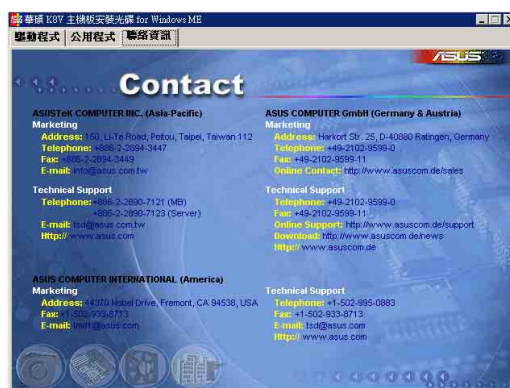 華碩 K8V 主機板安裝光碟 for Windows ME
驅動程式 公用程式 聯絡資訊
ASUS
Contact
ASUSTeK COMPUTER INC. (Asia-Pacific)
Marketing
Address: 150, Li-Te Road, Peitou, Taipei, Taiwan 112
Telephone: +886-2-2894-3447
Fax: +886-2-2894-3449
E-mail: info@asus.com.tw
Technical Support
Telephone: +886-2-2890-7121 (MB)
+886-2-2890-7123 (Server)
E-mail: tsd@asus.com.tw
Http:// www.asus.com
ASUS COMPUTER GmbH (Germany & Austria)
Marketing
Address: Harkort Str. 25, D-40880 Ratingen, Germany
Telephone: +49-2102-9599-0
Fax: +49-2102-9599-11
Online Contact: http://www.asuscom.de/sales
Technical Support
Telephone: +49-2102-9599-0
Fax: +49-2102-9599-11
Online Support: http://www.asuscom.de/support
Download: http://www.asuscom.de/news
Http:// www.asuscom.de
ASUS COMPUTER INTERNATIONAL (America)
Marketing
Address: 44370 Nobel Drive, Fremont, CA 94538, USA
Fax: +1-502-933-8713
E-mail: tmd1@asus.com
Technical Support
Telephone: +1-502-995-0883
Fax: +1-502-933-8713
E-mail: tsd@asus.com
Http:// www.asus.com